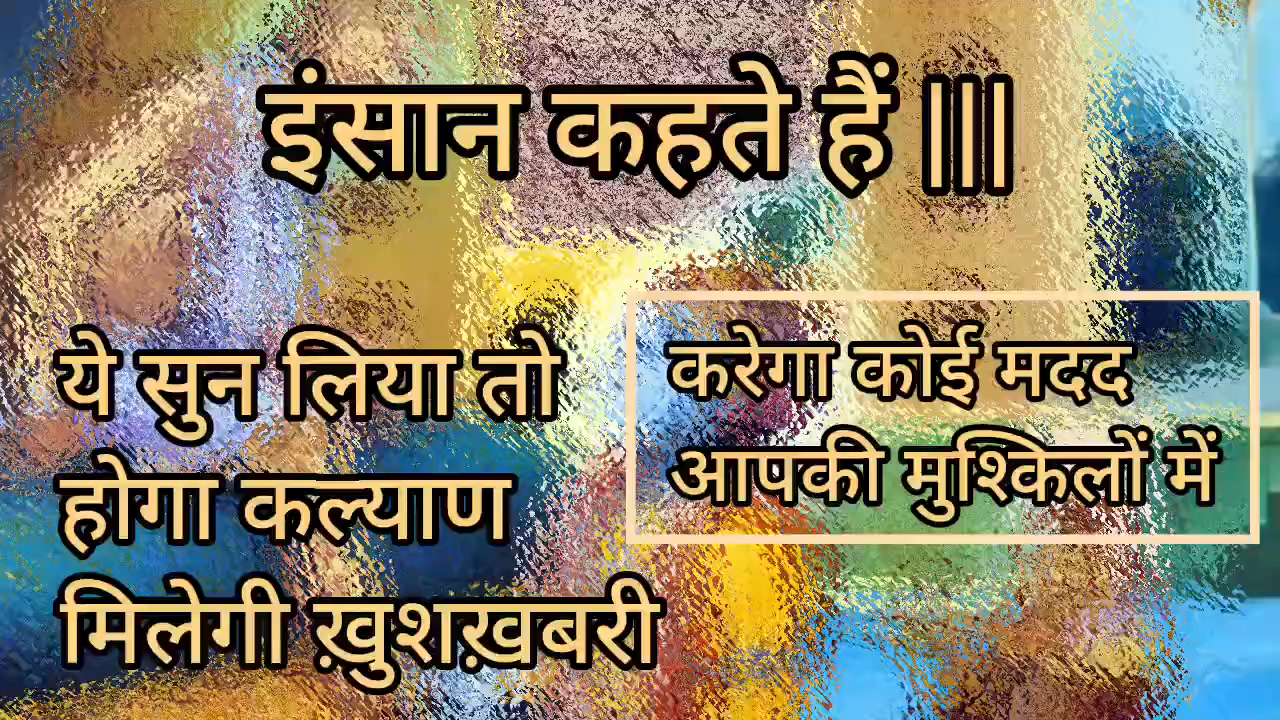 इंसान कहते हैं |||
ये सुन लिया तो
होगा कल्याण
मिलेगी ख़ुशख़बरी
करेगा कोई मदद
आपकी मुश्किलों में